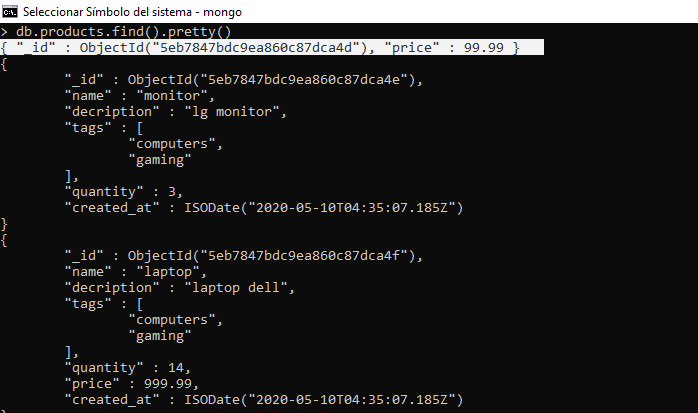 Seleccionar Símbolo del sistema - mongo
> db.products.find().pretty()
{ "_id" : ObjectId("5eb7847bdc9ea860c87dca4d"), "price" : 99.99 }
{
"_id" : ObjectId("5eb7847bdc9ea860c87dca4e"),
"name" : "monitor",
"decription" : "lg monitor",
"tags" : [
"computers",
"gaming"
],
"quantity" : 3,
"created_at" : ISODate("2020-05-10T04:35:07.185Z")
}
{
"_id" : ObjectId("5eb7847bdc9ea860c87dca4f"),
"name" : "laptop",
"decription" : "laptop dell",
"tags" : [
"computers",
"gaming"
],
"quantity" : 14,
"price" : 999.99,
"created_at" : ISODate("2020-05-10T04:35:07.185Z")
}